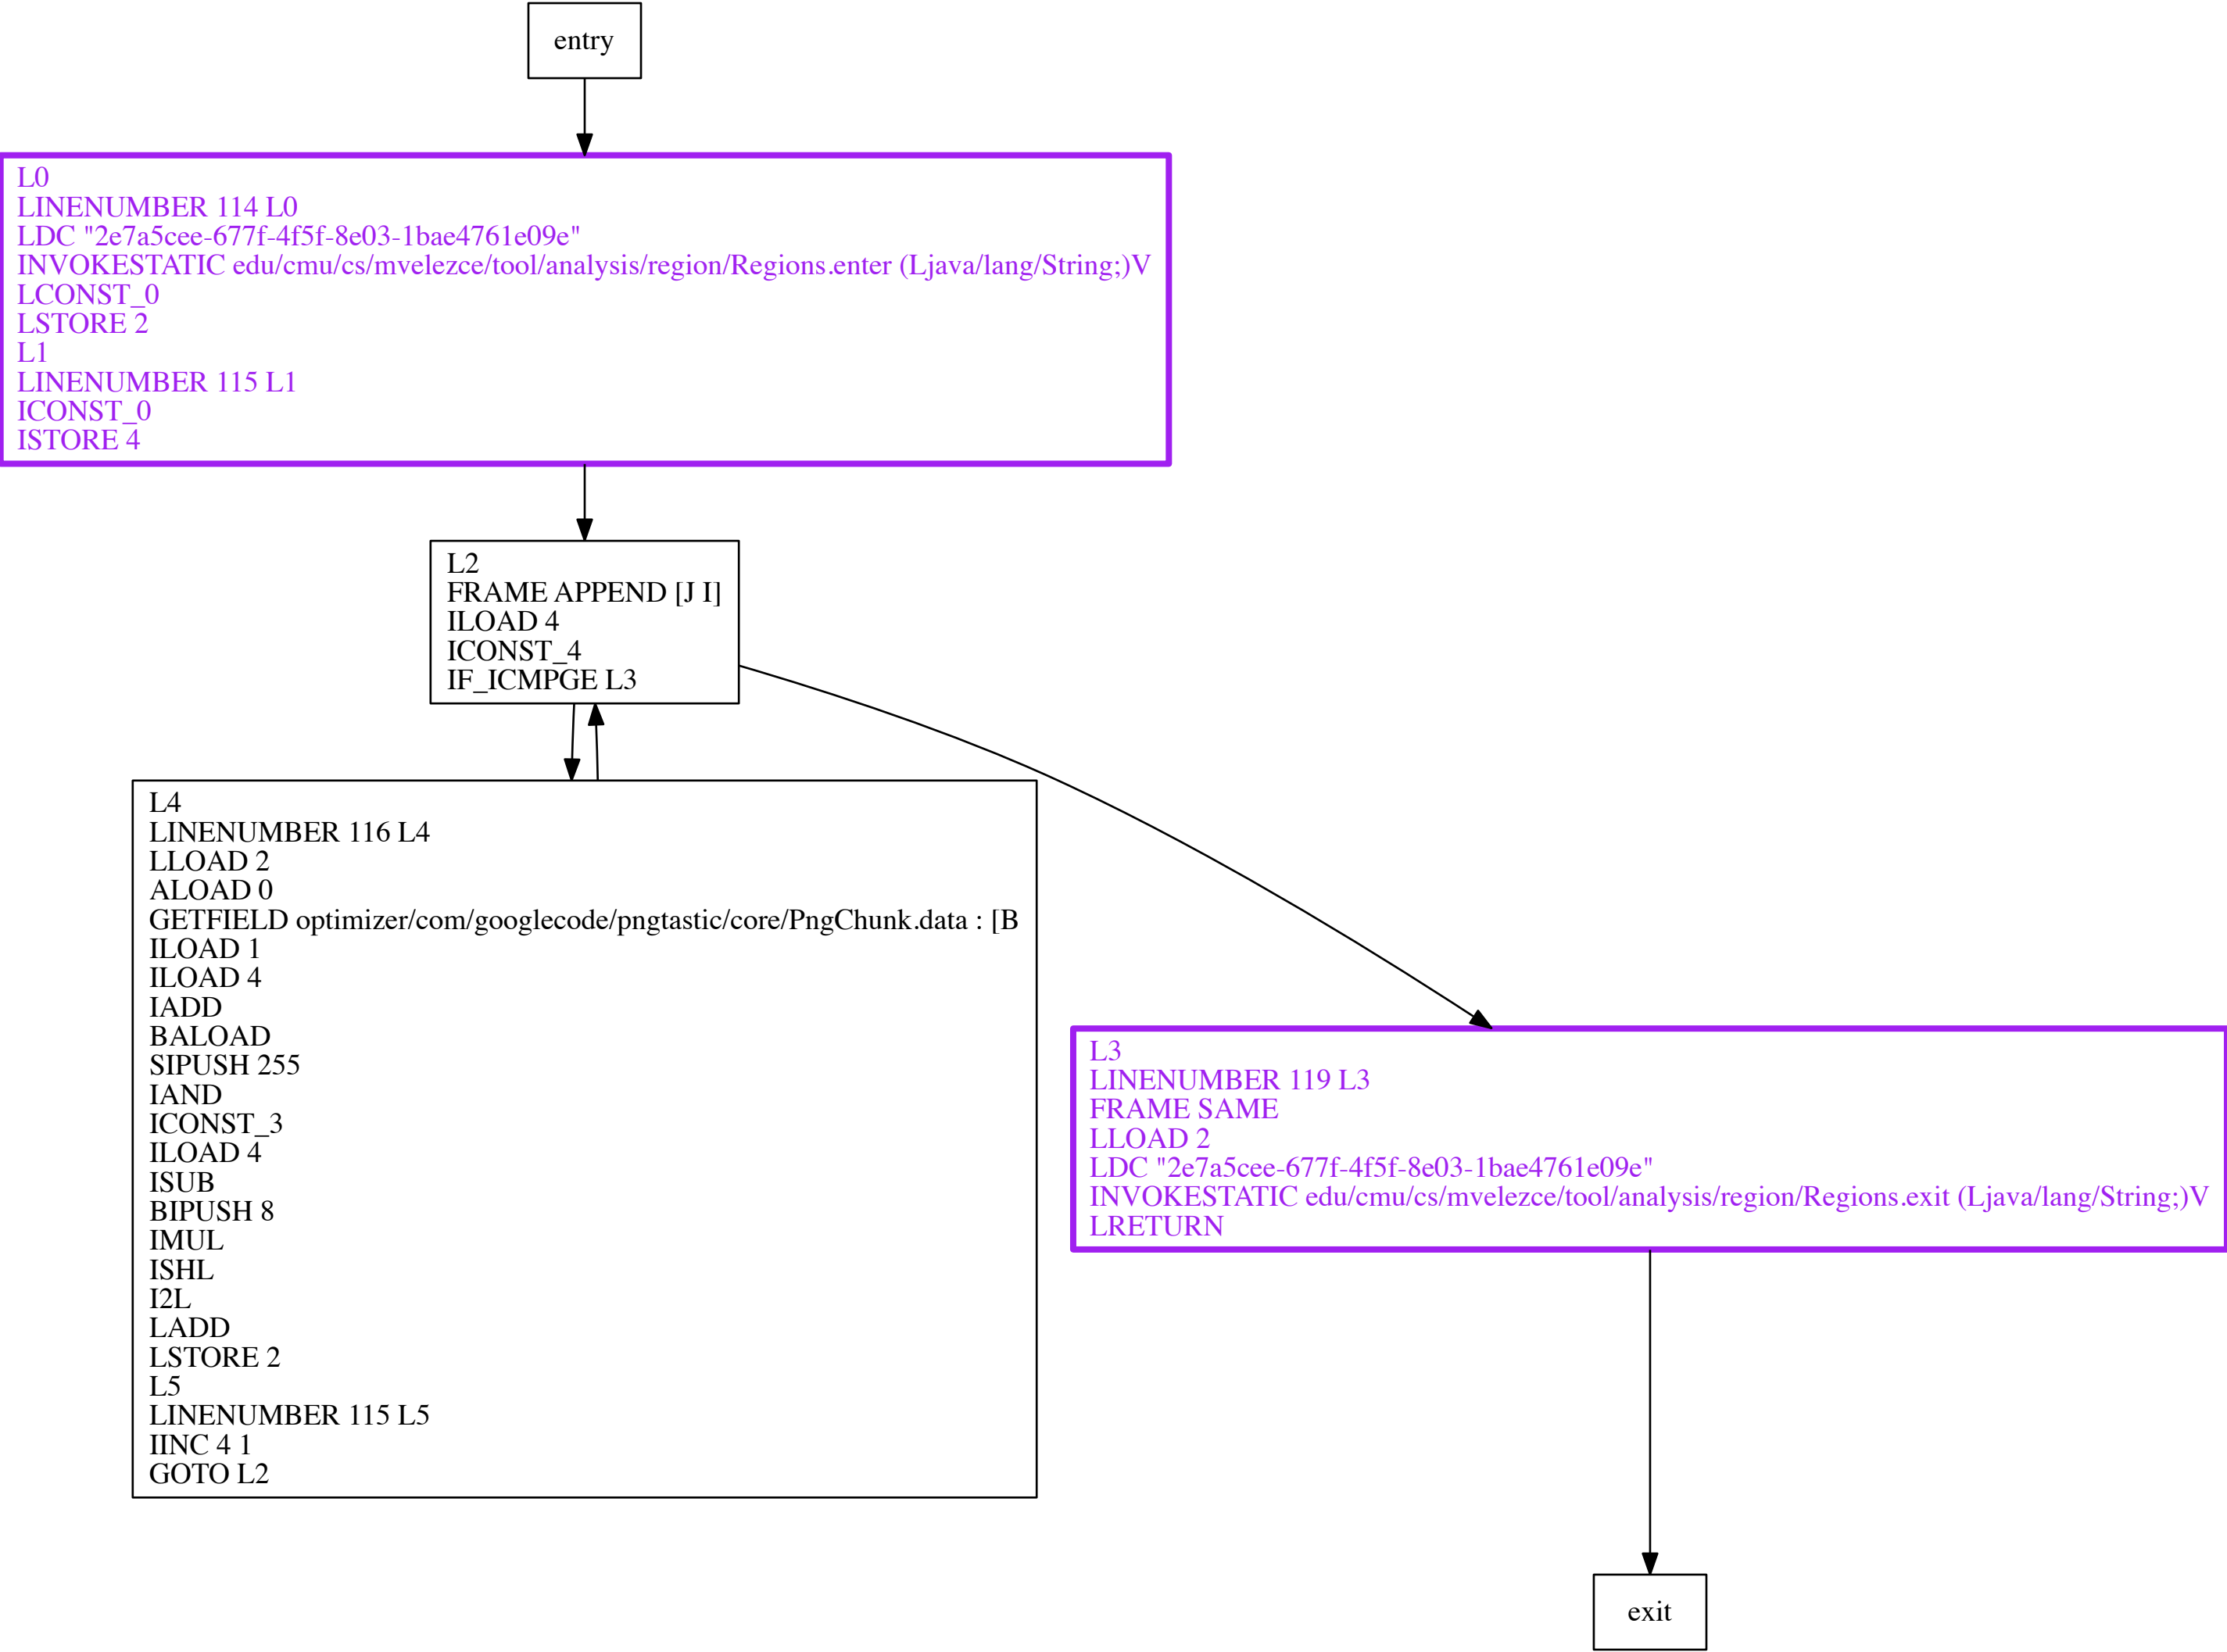 entry
L0
LINENUMBER 114 L0
LDC "2e7a5cee-677f-4f5f-8e03-1bae4761e09e"
INVOKESTATIC edu/cmu/cs/mvelezce/tool/analysis/region/Regions.enter (Ljava/lang/String;)V
LCONST_0
LSTORE 2
L1
LINENUMBER 115 L1
ICONST_0
ISTORE 4
L2
FRAME APPEND [J I]
ILOAD 4
ICONST_4
IF_ICMPGE L3
L4
LINENUMBER 116 L4
LLOAD 2
ALOAD 0
GETFIELD optimizer/com/googlecode/pngtastic/core/PngChunk.data : [B
ILOAD 1
ILOAD 4
IADD
BALOAD
SIPUSH 255
IAND
ICONST_3
ILOAD 4
ISUB
BIPUSH 8
IMUL
ISHL
I2L
LADD
LSTORE 2
L5
LINENUMBER 115 L5
IINC 4 1
GOTO L2
L3
LINENUMBER 119 L3
FRAME SAME
LLOAD 2
LDC "2e7a5cee-677f-4f5f-8e03-1bae4761e09e"
INVOKESTATIC edu/cmu/cs/mvelezce/tool/analysis/region/Regions.exit (Ljava/lang/String;)V
LRETURN
exit